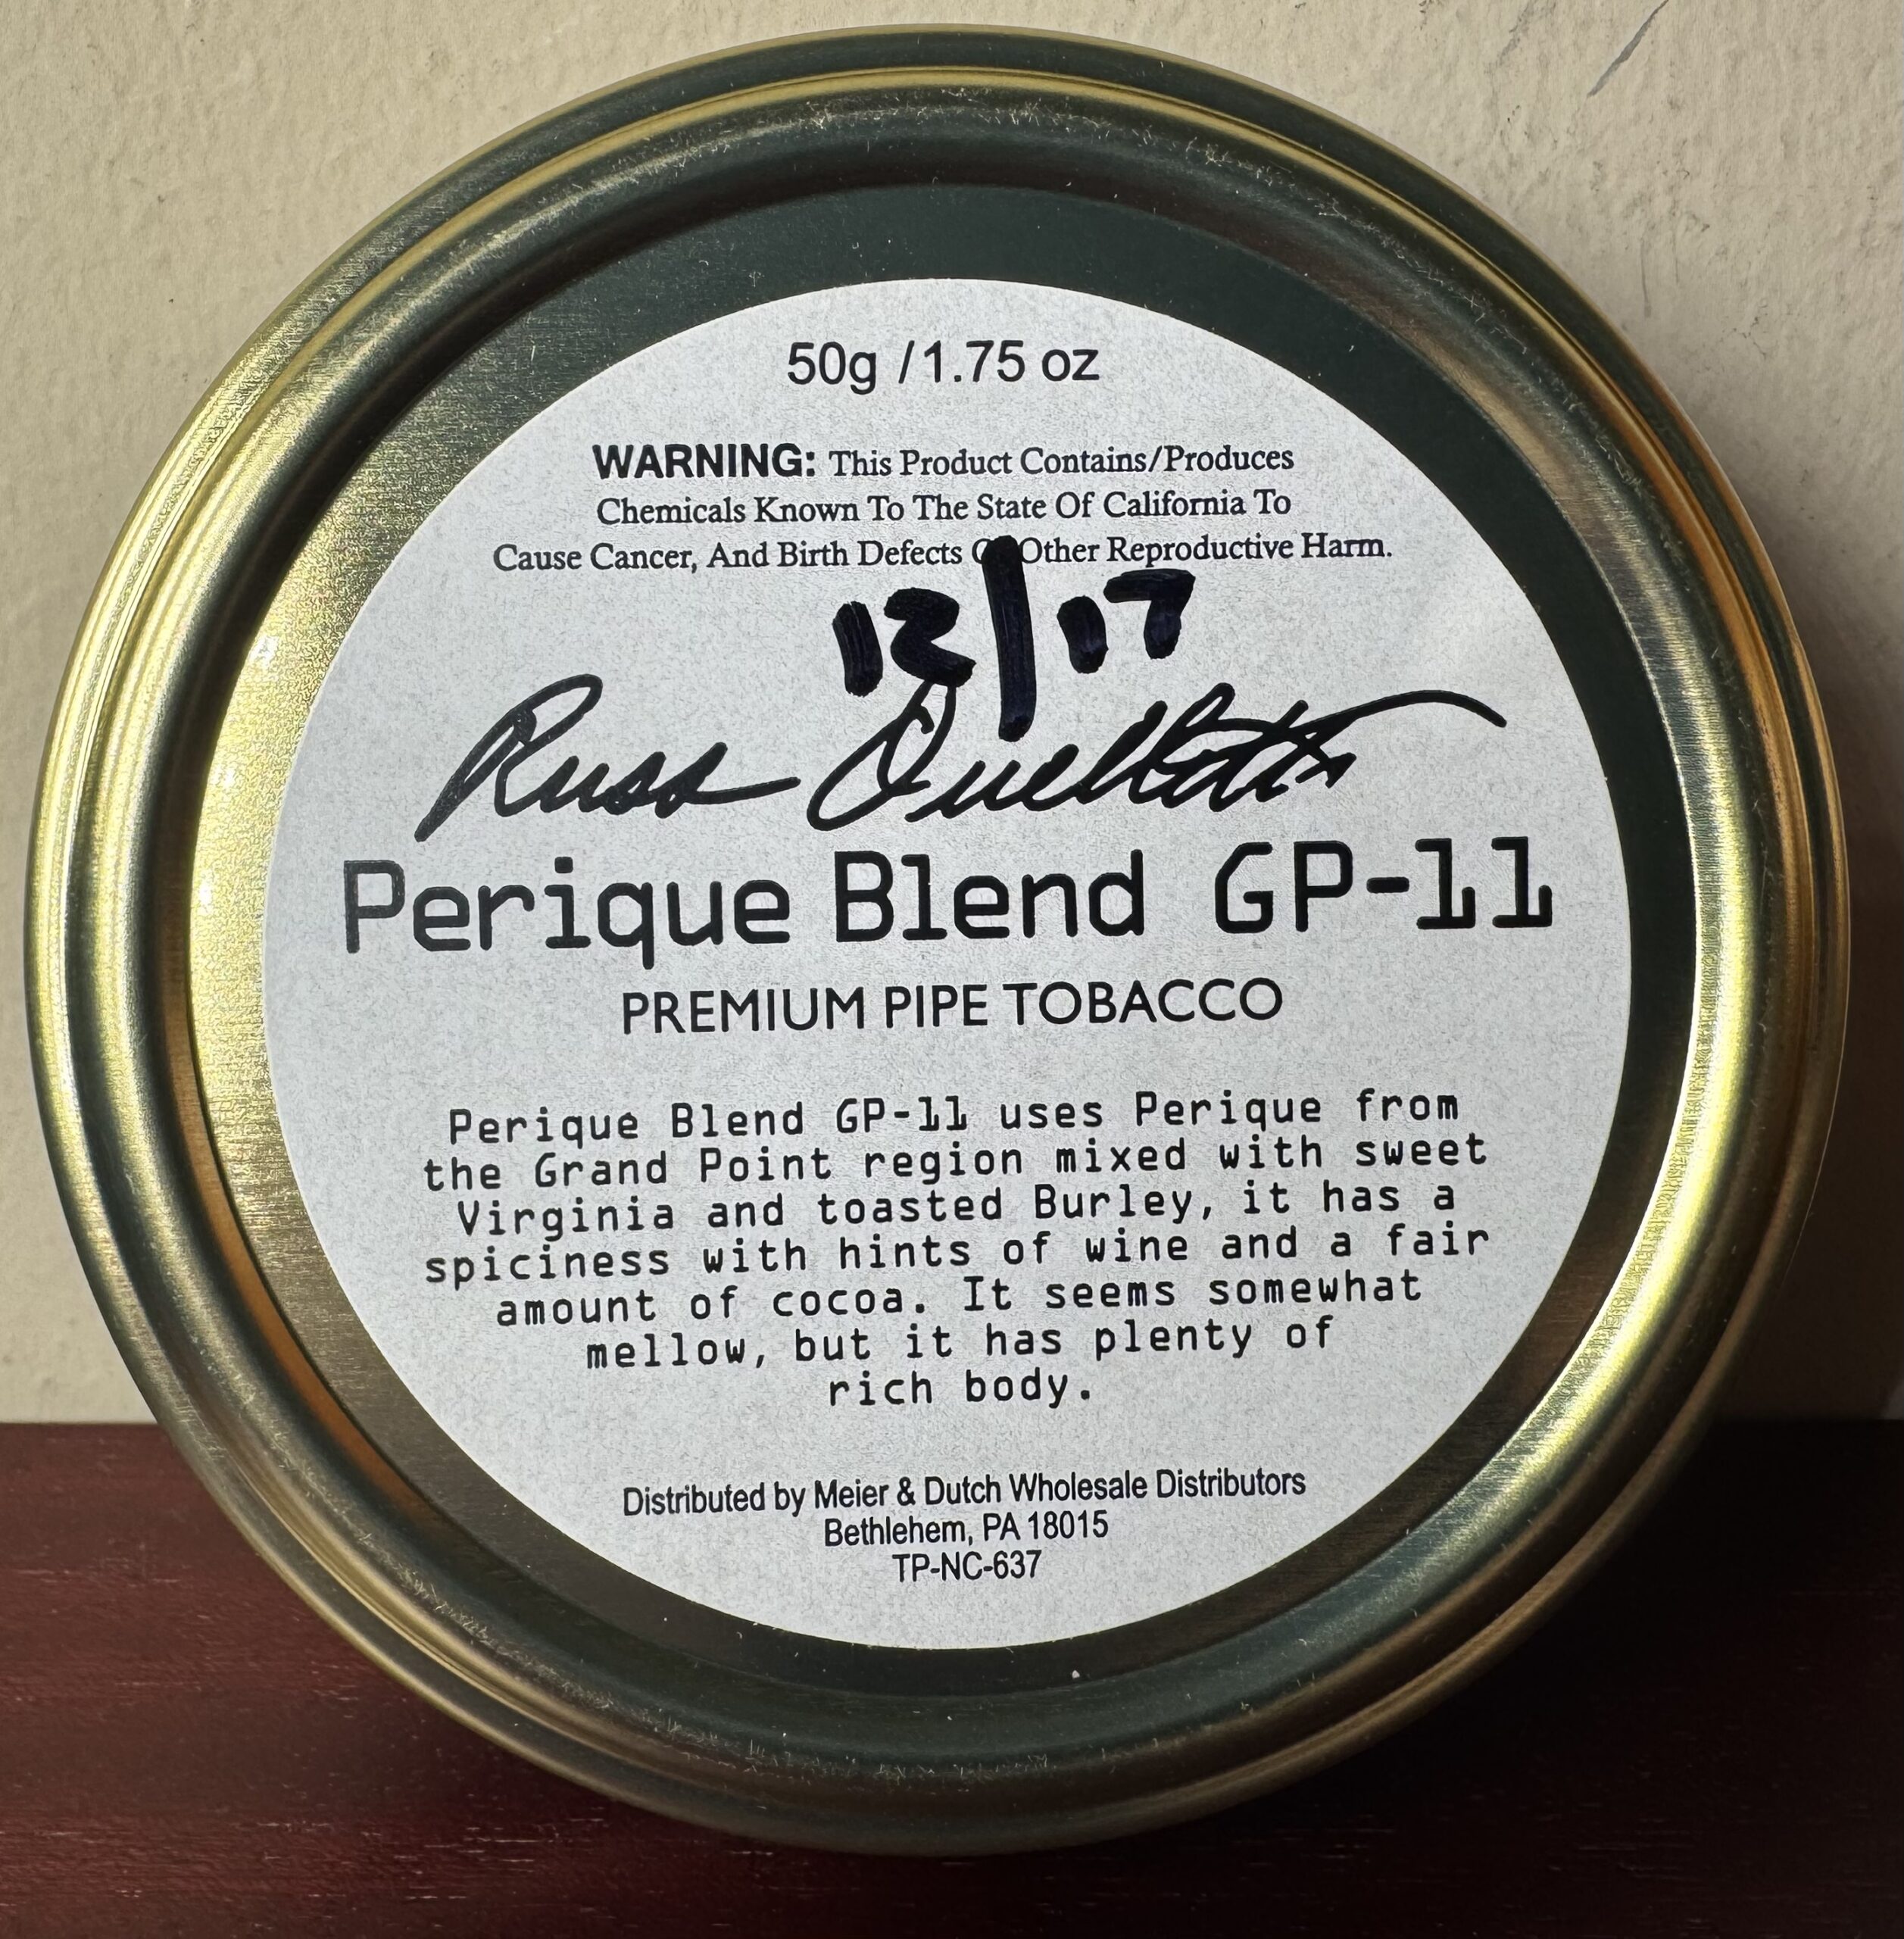 50g / 1.75 oz
WARNING: This Product Contains/Produces
Chemicals Known To The State Of California To
Cause Cancer, And Birth Defects Other Reproductive Harm.
12/17
Russ Ouellette
Perique Blend GP-11
PREMIUM PIPE TOBACCO
Perique Blend GP-11 uses Perique from
the Grand Point region mixed with sweet
Virginia and toasted Burley, it has a
spiciness with hints of wine and a fair
amount of cocoa. It seems somewhat
mellow, but it has plenty of
rich body.
Distributed by Meier & Dutch Wholesale Distributors
Bethlehem, PA 18015
TP-NC-637